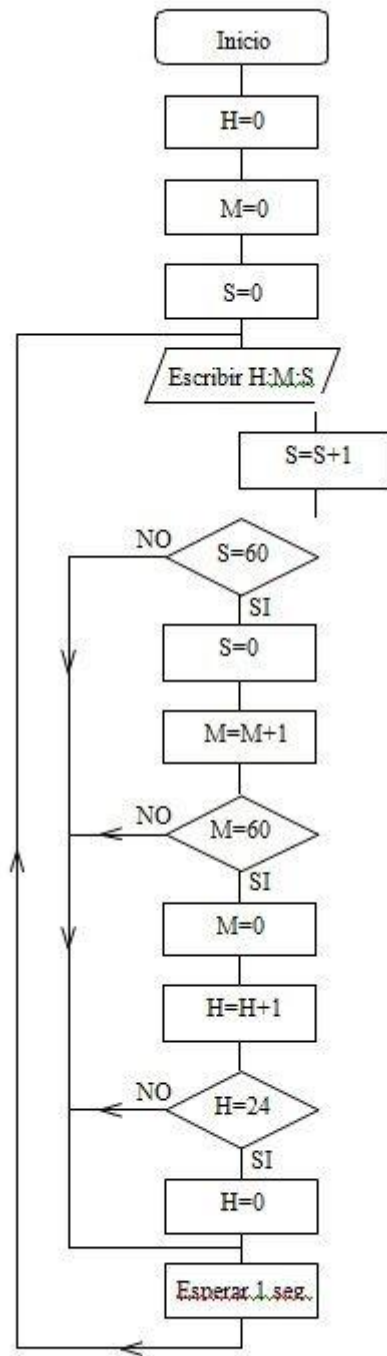 Inicio
H=0
M=0
S=0
Escribir H:M:S
S=S+1
NO
S=60
SI
S=0
M=M+1
NO
M=60
SI
M=0
H=H+1
NO
H=24
SI
H=0
Esperar 1 seg.